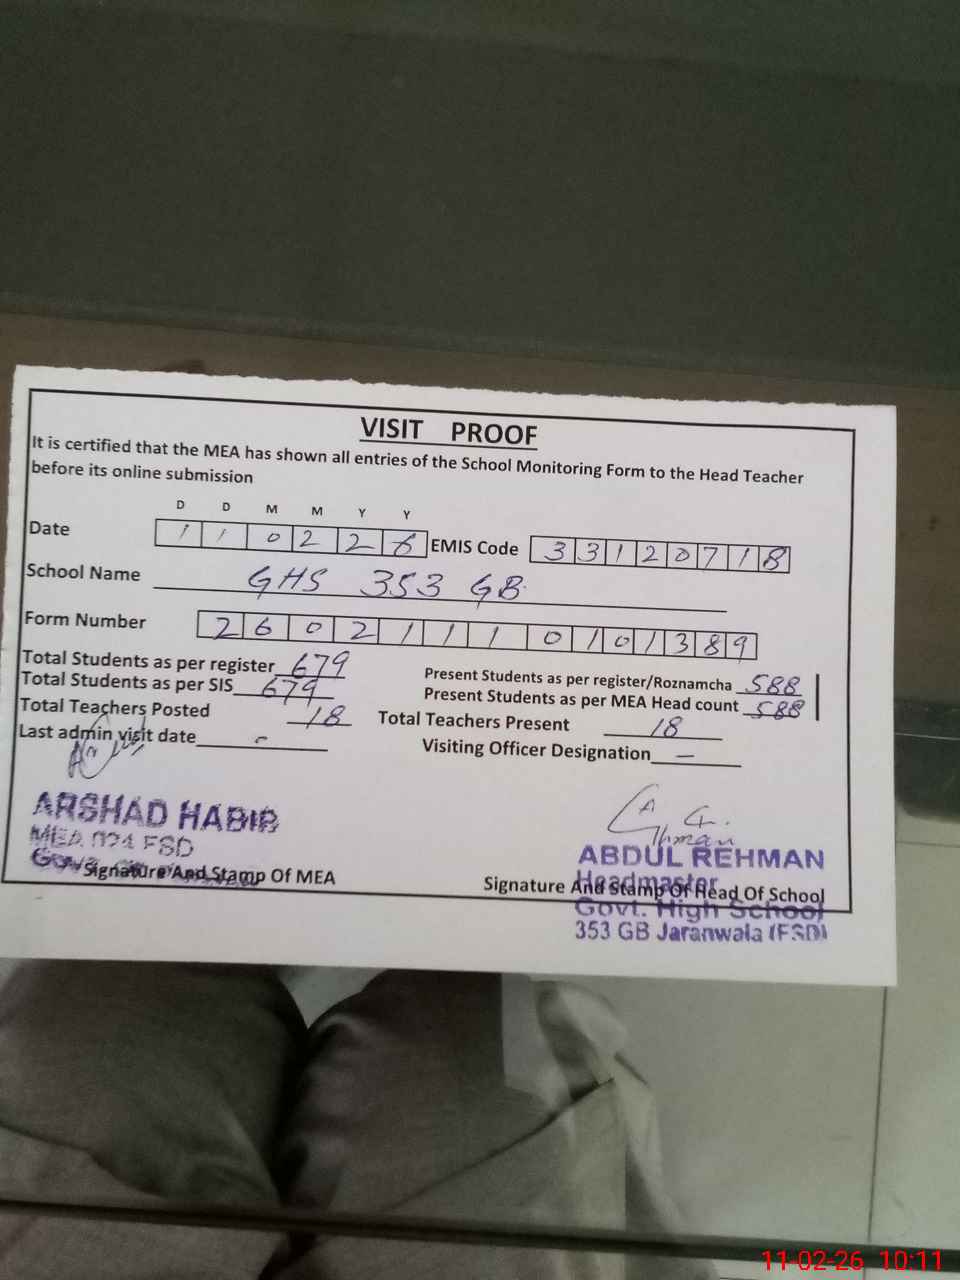 VISIT PROOF
It is certified that the MEA has shown all entries of the School Monitoring Form to the Head Teacher
before its online submission
D D M M Y Y
Date 1 1 0 2 2 6 EMIS Code 3 3 1 2 0 7 1 8
School Name GHS 353 GB
Form Number 2 6 0 2 1 1 1 0 1 0 1 3 8 9
Total Students as per register 679
Present Students as per register/Roznamcha 588
Total Students as per SIS 679
Present Students as per MEA Head count 588
Total Teachers Posted 18
Total Teachers Present 18
Last admin visit date -
Visiting Officer Designation -
ARSHAD HABIB
MEA 024 FSD
Signature And Stamp Of MEA
ABDUL REHMAN
Headmaster
Signature And Stamp Of Head Of School
Govt. High School
353 GB Jaranwala (FSD)
11-02-26 10:11